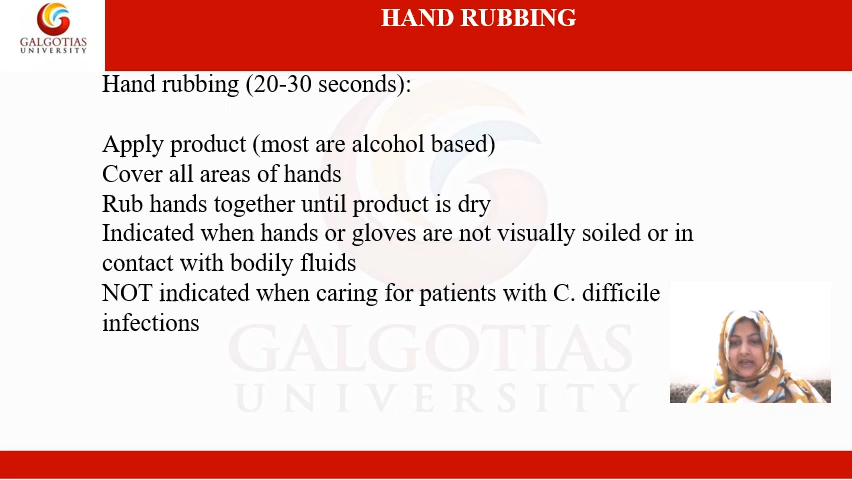 HAND RUBBING
GALGOTIAS
UNIVERSITY
Hand rubbing (20-30 seconds):
Apply product (most are alcohol based)
Cover all areas of hands
Rub hands together until product is dry
Indicated when hands or gloves are not visually soiled or in
contact with bodily fluids
NOT indicated when caring for patients with C. difficile
infections
GALGOTIAS
UNIVERSITY